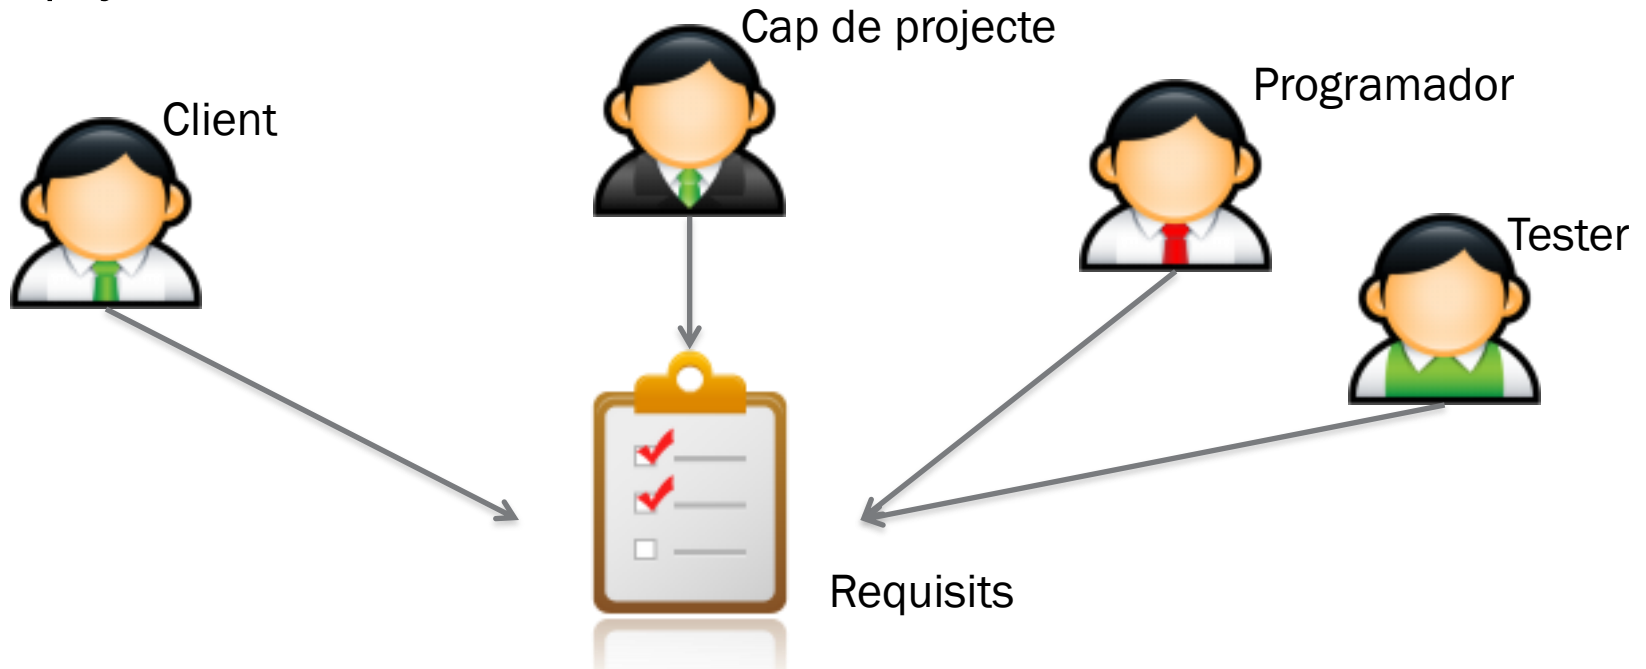 Cap de projecte
Programador
Client
Tester
Requisits